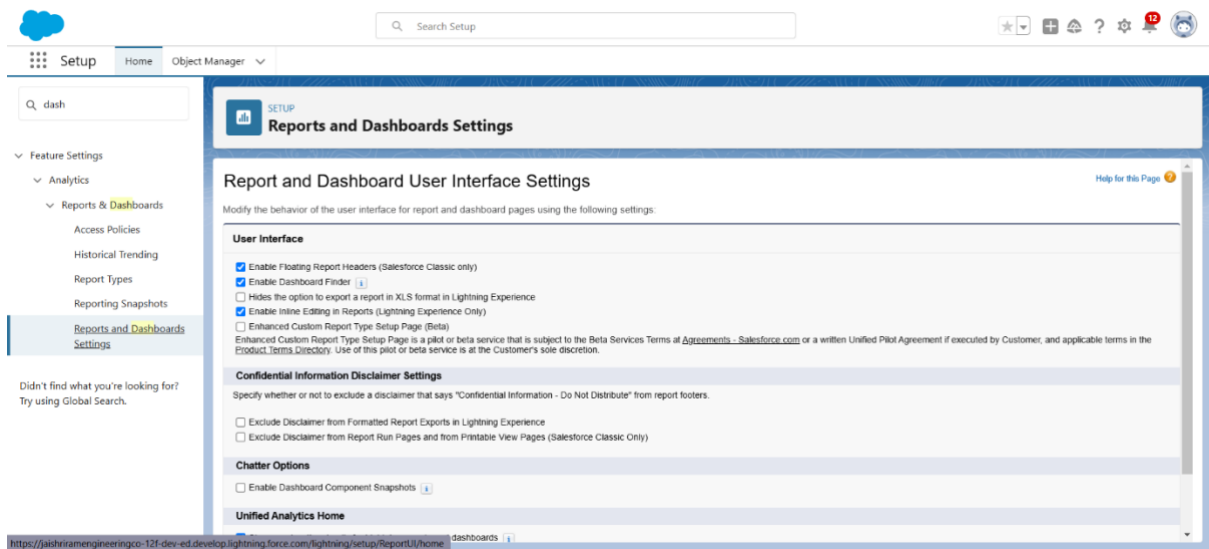 Search Setup
12
Setup
Home
Object Manager
dash
Feature Settings
Analytics
Reports & Dashboards
Access Policies
Historical Trending
Report Types
Reporting Snapshots
Reports and Dashboards
Settings
Didn't find what you're looking for?
Try using Global Search.
SETUP
Reports and Dashboards Settings
Report and Dashboard User Interface Settings
Help for this Page
Modify the behavior of the user interface for report and dashboard pages using the following settings:
User Interface
Enable Floating Report Headers (Salesforce Classic only)
Enable Dashboard Finder
Hides the option to export a report in XLS format in Lightning Experience
Enable Inline Editing in Reports (Lightning Experience Only)
Enhanced Custom Report Type Setup Page (Beta)
Enhanced Custom Report Type Setup Page is a pilot or beta service that is subject to the Beta Services Terms at Agreements - Salesforce.com or a written Unified Pilot Agreement if executed by Customer, and applicable terms in the
Product Terms Directory. Use of this pilot or beta service is at the Customer's sole discretion.
Confidential Information Disclaimer Settings
Specify whether or not to exclude a disclaimer that says "Confidential Information - Do Not Distribute" from report footers.
Exclude Disclaimer from Formatted Report Exports in Lightning Experience
Exclude Disclaimer from Report Run Pages and from Printable View Pages (Salesforce Classic Only)
Chatter Options
Enable Dashboard Component Snapshots
Unified Analytics Home
dashboards
https://jaishriramengineeringco-12f-dev-ed.develop.lightning.force.com/lightning/setup/ReportUI/home